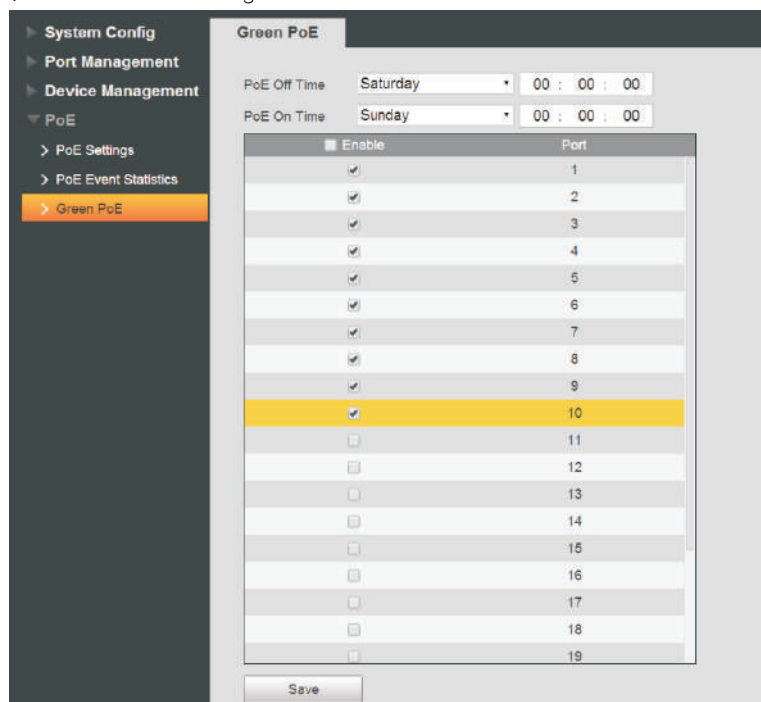 System Config
Port Management
Device Management
PoE
PoE Settings
PoE Event Statistics
Green PoE
Green PoE
PoE Off Time Saturday 00 : 00 : 00
PoE On Time Sunday 00 : 00 : 00
Enable Port
1
2
3
4
5
6
7
8
9
10
11
12
13
14
15
16
17
18
19
Save